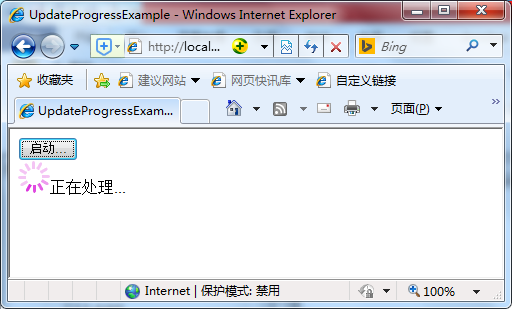 UpdateProgressExample - Windows Internet Explorer
http://local... Bing
收藏夹 建议网站 网页快讯库 自定义链接
UpdateProgressExam... 页面(P) »
启动...
正在处理...
Internet | 保护模式: 禁用 100%